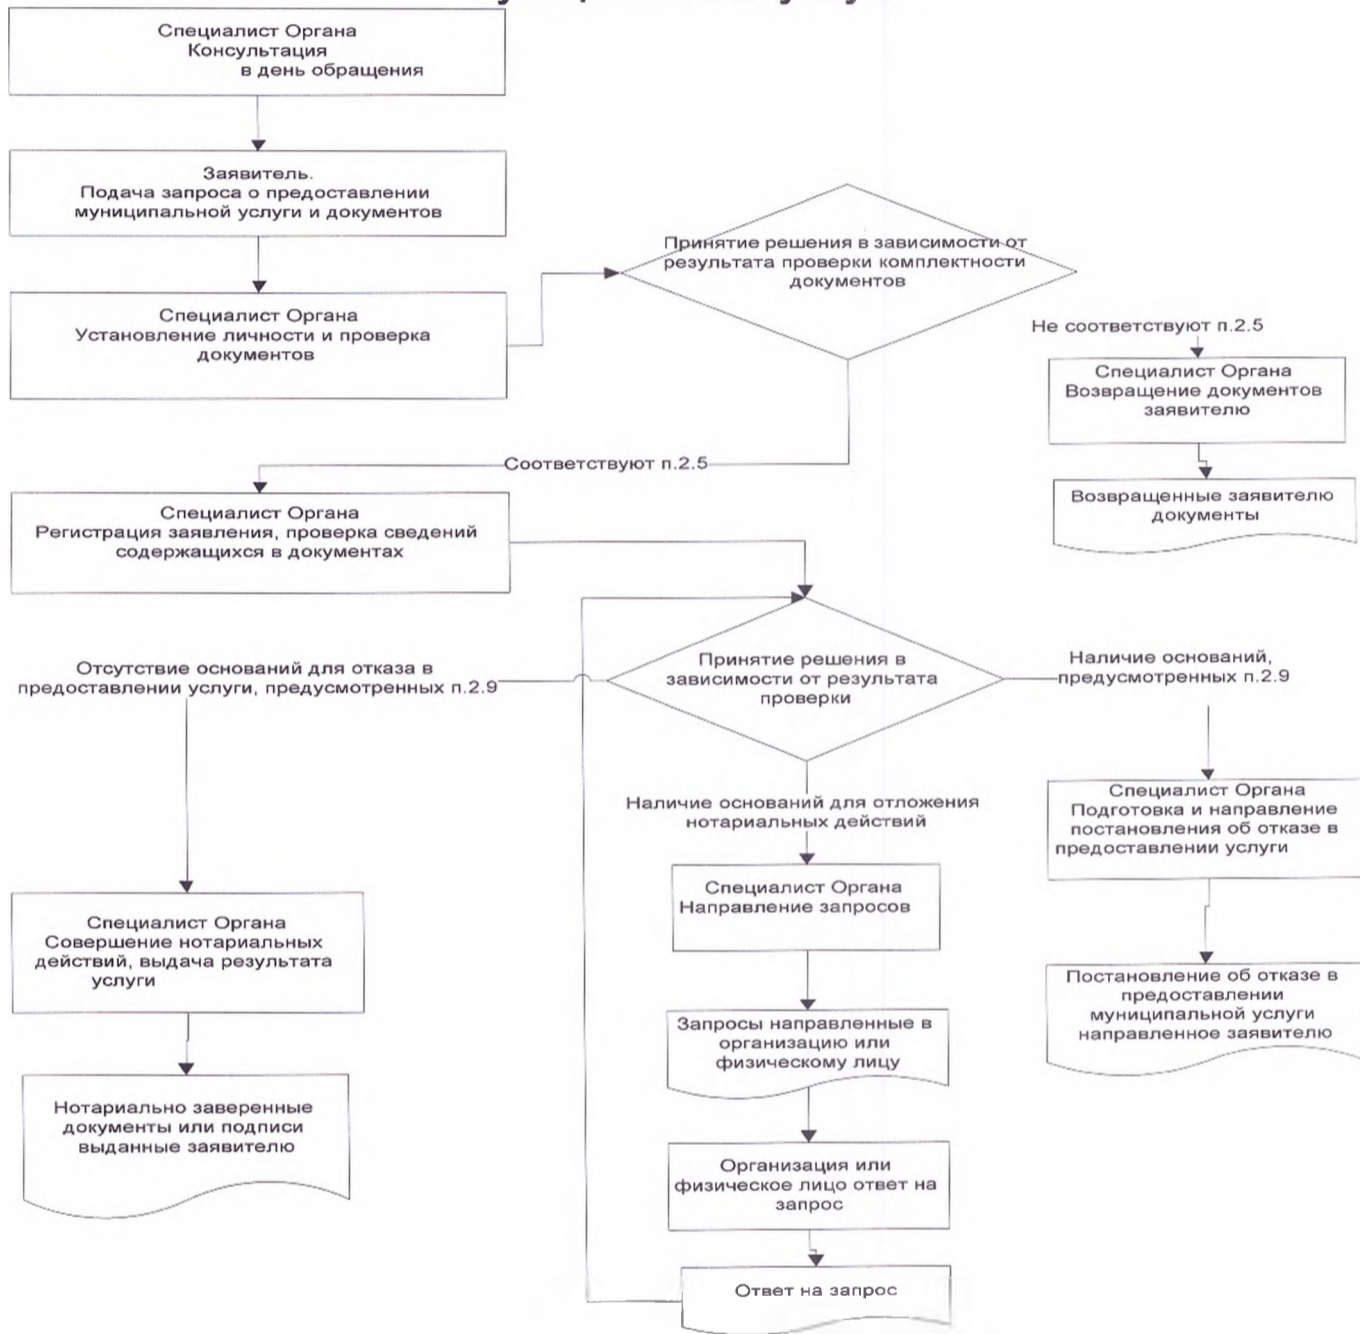 Специалист Органа
Консультация
в день обращения
Заявитель.
Подача запроса о предоставлении
муниципальной услуги и документов
Специалист Органа
Установление личности и проверка
документов
Принятие решения в зависимости от
результата проверки комплектности
документов
Не соответствуют п.2.5
Специалист Органа
Возвращение документов
заявителю
Возвращенные заявителю
документы
Соответствуют п.2.5
Специалист Органа
Регистрация заявления, проверка сведений
содержащихся в документах
Принятие решения в
зависимости от результата
проверки
Отсутствие оснований для отказа в
предоставлении услуги, предусмотренных п.2.9
Наличие оснований,
предусмотренных п.2.9
Наличие оснований для отложения
нотариальных действий
Специалист Органа
Совершение нотариальных
действий, выдача результата
услуги
Нотариально заверенные
документы или подписи
выданные заявителю
Специалист Органа
Направление запросов
Запросы направленные в
организацию или
физическому лицу
Организация или
физическое лицо ответ на
запрос
Ответ на запрос
Специалист Органа
Подготовка и направление
постановления об отказе в
предоставлении услуги
Постановление об отказе в
предоставлении
муниципальной услуги
направленное заявителю